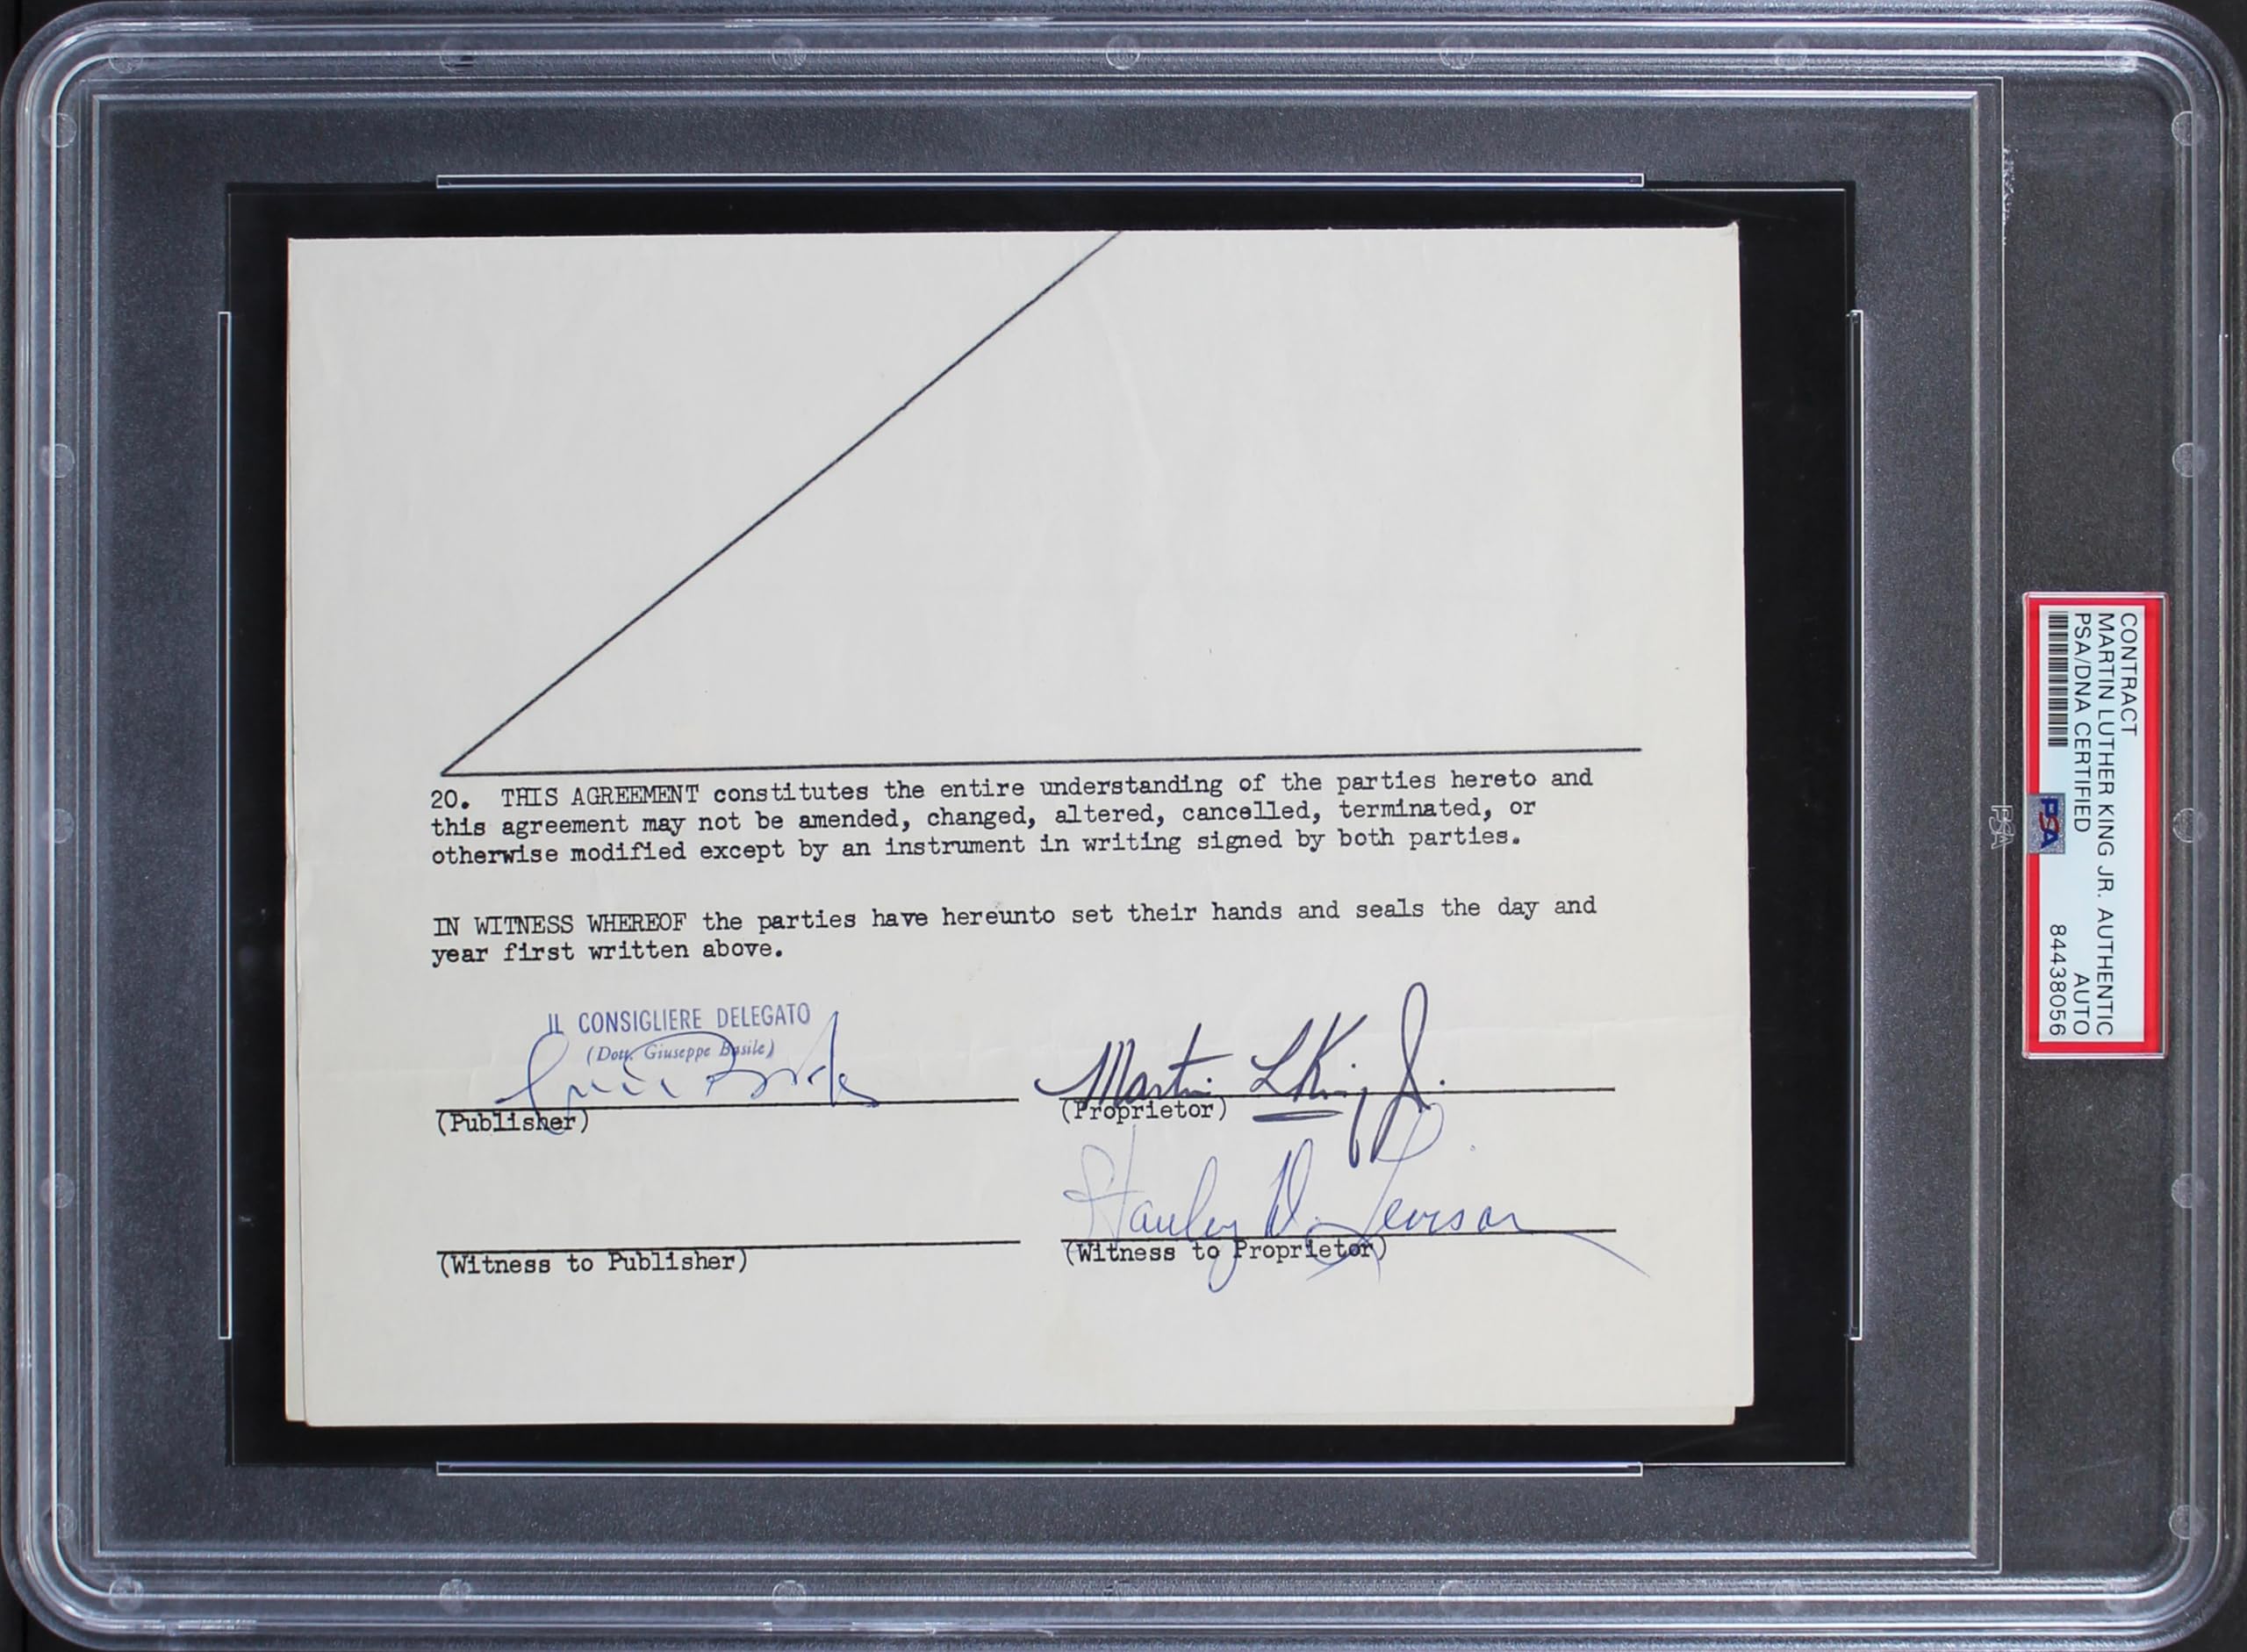 20. THIS AGREEMENT constitutes the entire understanding of the parties hereto and
this agreement may not be amended, changed, altered, cancelled, terminated, or
otherwise modified except by an instrument in writing signed by both parties.
IN WITNESS WHEREOF the parties have hereunto set their hands and seals the day and
year first written above.
IL CONSIGLIERE DELEGATO
(Dott. Giuseppe Basile)
(Publisher)
Martin L King Jr.
(Proprietor)
Stanley D. Levison
(Witness to Publisher)
(Witness to Proprietor)
CONTRACT
MARTIN LUTHER KING JR. AUTHENTIC
PSA/DNA CERTIFIED AUTO
PSA 84438056
PSA